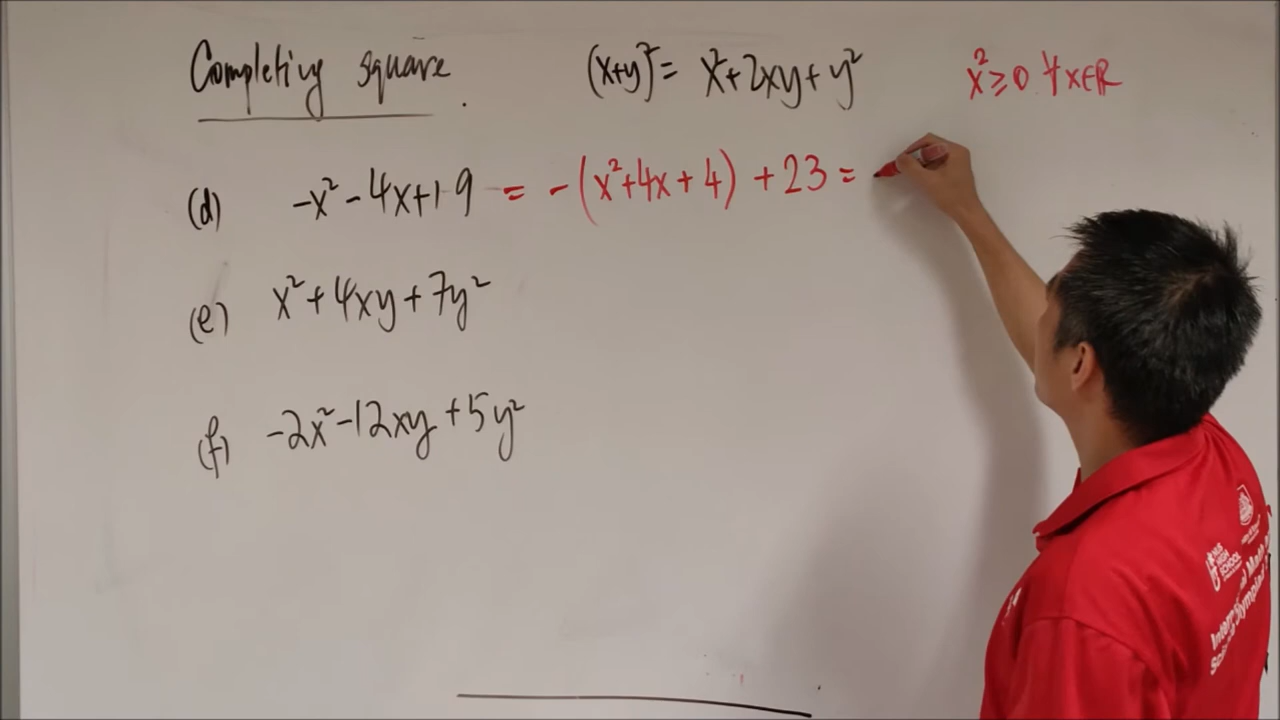 Completing square. (x+y)² = x²+2xy+y² x² ≥ 0 ∀x∈R
(d) -x² - 4x+19 = -(x²+4x+4) +23 =
(e) x²+4xy+7y²
(f) -2x²-12xy+5y²
SCHOOL